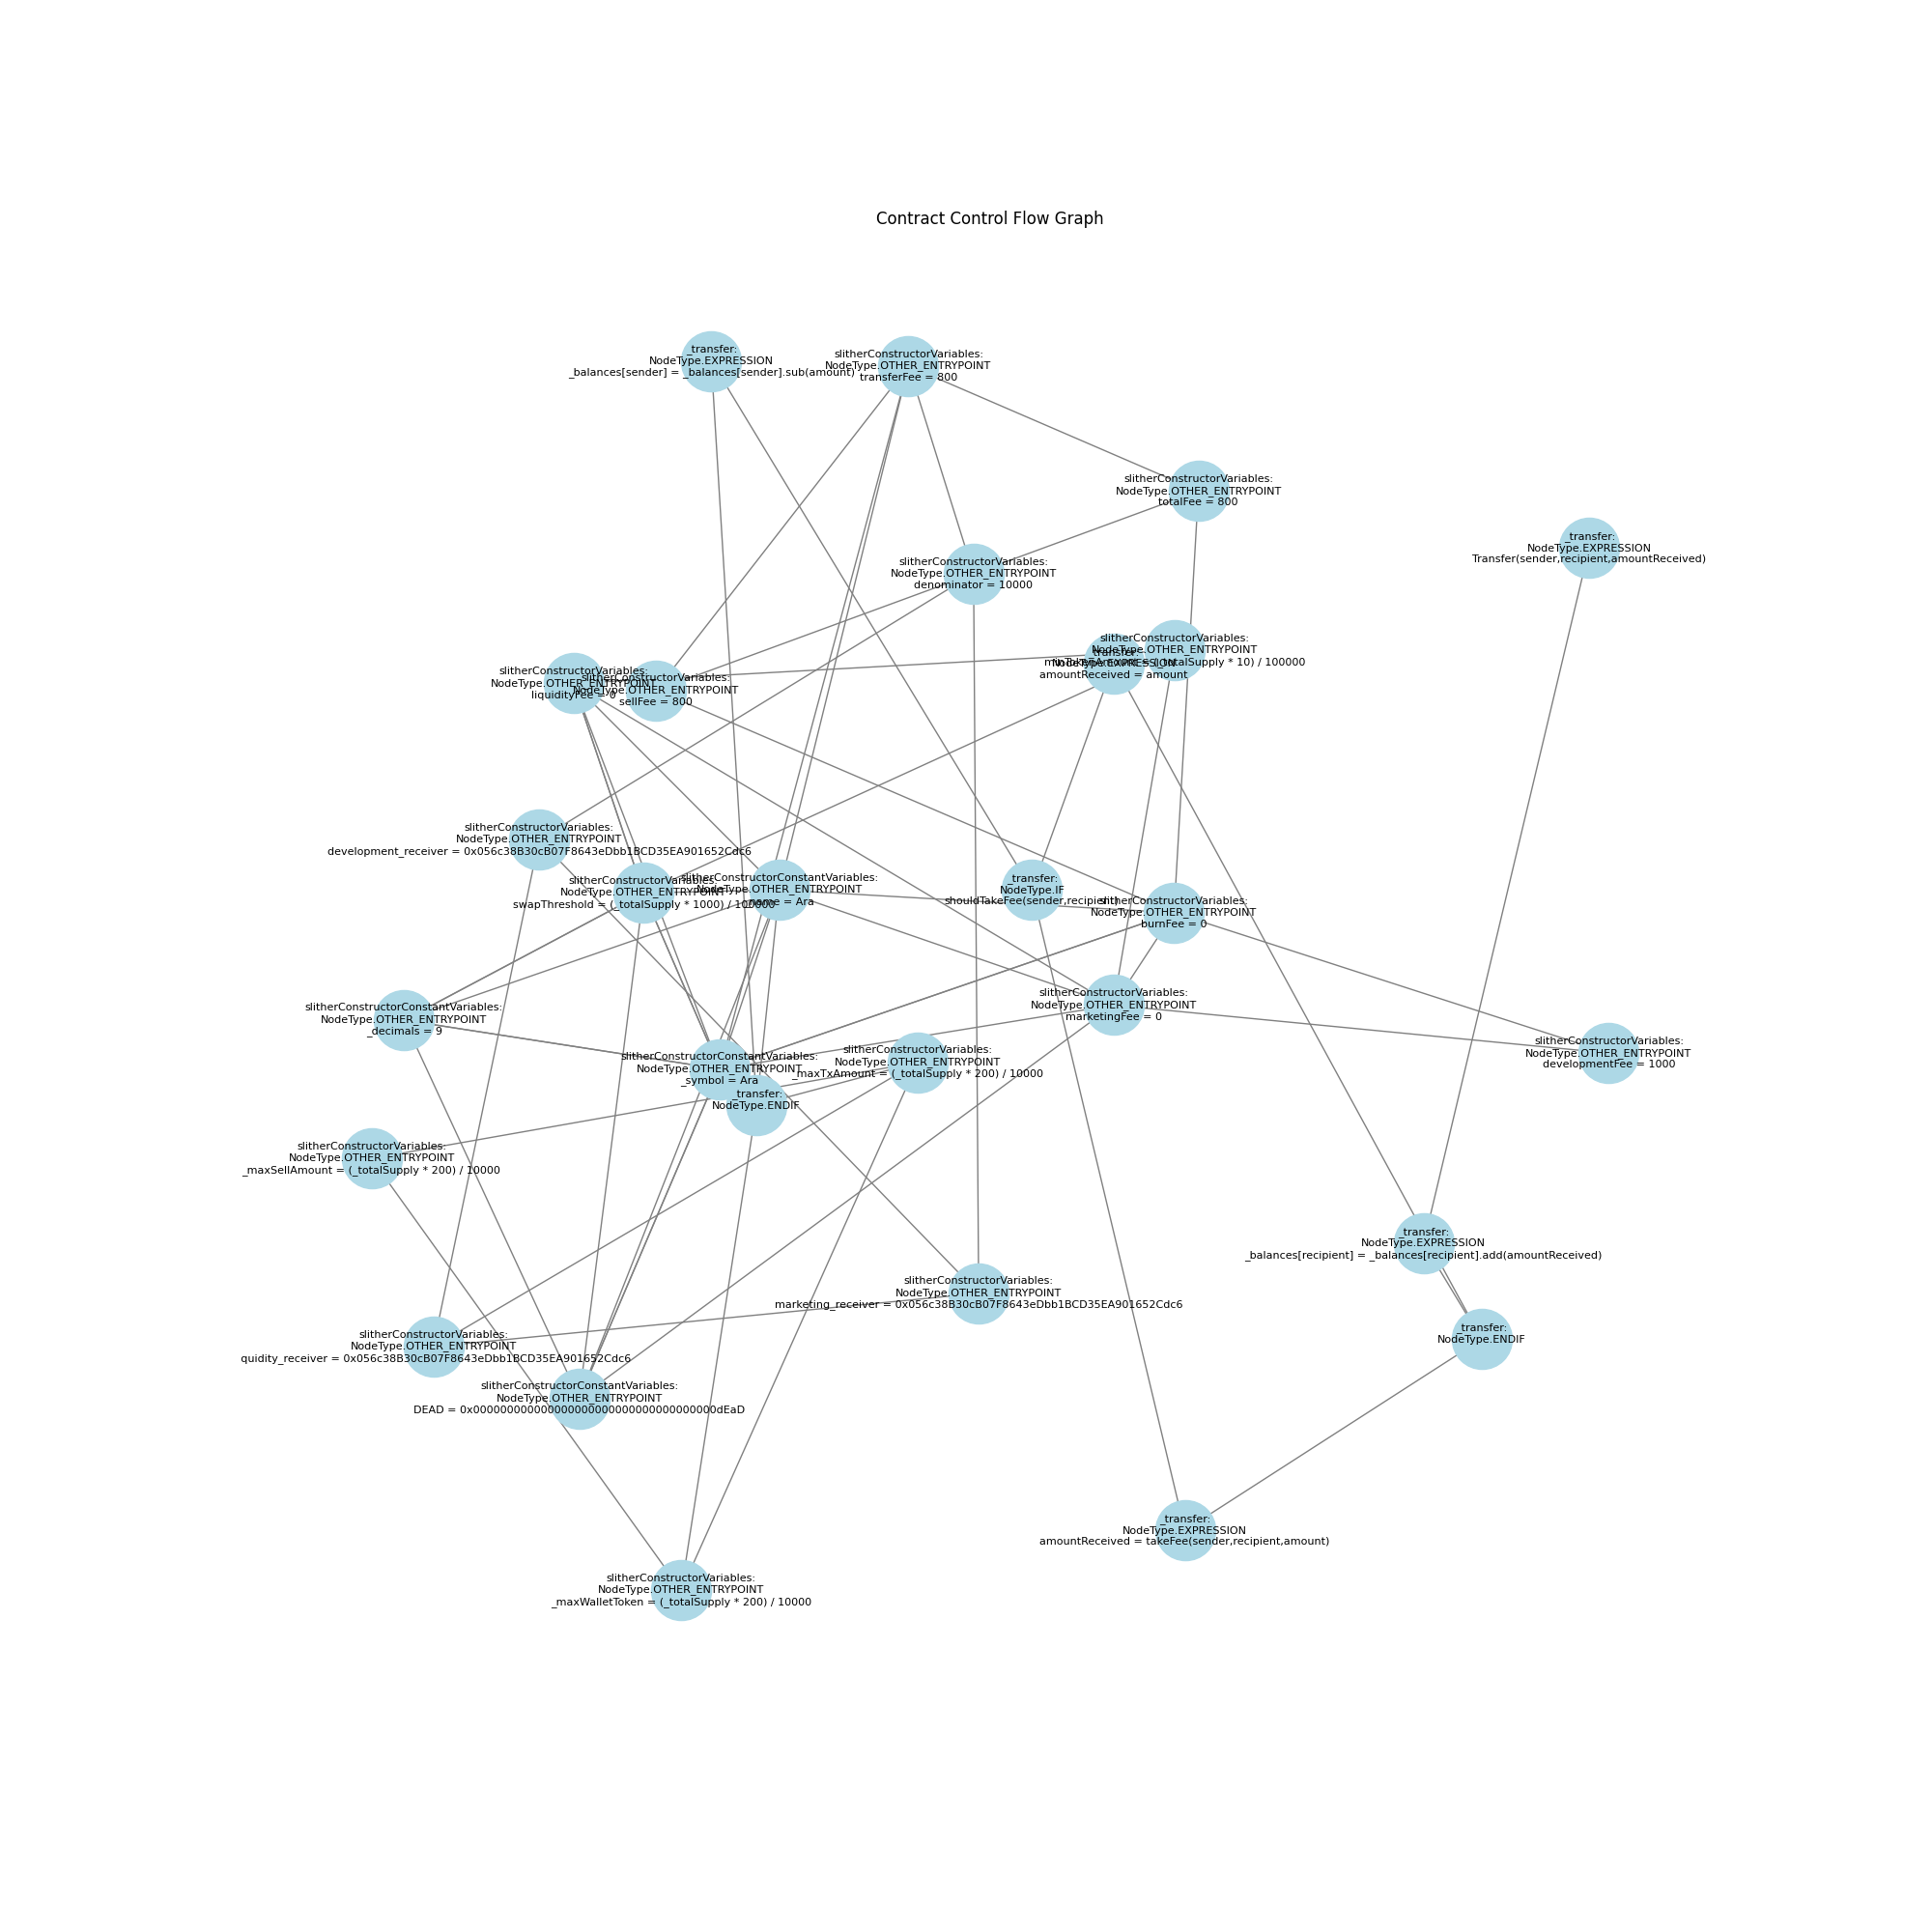 Contract Control Flow Graph
_transfer:
NodeType.EXPRESSION
_balances[sender] = _balances[sender].sub(amount)
slitherConstructorVariables:
NodeType.OTHER_ENTRYPOINT
transferFee = 800
slitherConstructorVariables:
NodeType.OTHER_ENTRYPOINT
totalFee = 800
_transfer:
NodeType.EXPRESSION
Transfer(sender,recipient,amountReceived)
slitherConstructorVariables:
NodeType.OTHER_ENTRYPOINT
denominator = 10000
slitherConstructorVariables:
NodeType.OTHER_ENTRYPOINT
(_totalSupply * 10) / 100000
_transfer:
NodeType.EXPRESSION
amountReceived = amount
slitherConstructorVariables:
NodeType.OTHER_ENTRYPOINT
liquidityFee = 0
slitherConstructorVariables:
NodeType.OTHER_ENTRYPOINT
sellFee = 800
slitherConstructorVariables:
NodeType.OTHER_ENTRYPOINT
development_receiver = 0x056c38B30cB07F8643eDbb1BCD35EA901652Cdc6
slitherConstructorVariables:
NodeType.OTHER_ENTRYPOINT
swapThreshold = (_totalSupply * 1000) / 100000
slitherConstructorConstantVariables:
NodeType.OTHER_ENTRYPOINT
_name = Ara
_transfer:
NodeType.IF
shouldTakeFee(sender,recipient)
slitherConstructorVariables:
NodeType.OTHER_ENTRYPOINT
burnFee = 0
slitherConstructorConstantVariables:
NodeType.OTHER_ENTRYPOINT
_decimals = 9
slitherConstructorVariables:
NodeType.OTHER_ENTRYPOINT
marketingFee = 0
slitherConstructorConstantVariables:
NodeType.OTHER_ENTRYPOINT
_symbol = Ara
slitherConstructorVariables:
NodeType.OTHER_ENTRYPOINT
_maxTxAmount = (_totalSupply * 200) / 10000
slitherConstructorVariables:
NodeType.OTHER_ENTRYPOINT
developmentFee = 1000
_transfer:
NodeType.ENDIF
slitherConstructorVariables:
NodeType.OTHER_ENTRYPOINT
_maxSellAmount = (_totalSupply * 200) / 10000
_transfer:
NodeType.EXPRESSION
_balances[recipient] = _balances[recipient].add(amountReceived)
slitherConstructorVariables:
NodeType.OTHER_ENTRYPOINT
marketing_receiver = 0x056c38B30cB07F8643eDbb1BCD35EA901652Cdc6
_transfer:
NodeType.ENDIF
slitherConstructorVariables:
NodeType.OTHER_ENTRYPOINT
quidity_receiver = 0x056c38B30cB07F8643eDbb1BCD35EA901652Cdc6
slitherConstructorConstantVariables:
NodeType.OTHER_ENTRYPOINT
DEAD = 0x000000000000000000000000000000000000dEaD
_transfer:
NodeType.EXPRESSION
amountReceived = takeFee(sender,recipient,amount)
slitherConstructorVariables:
NodeType.OTHER_ENTRYPOINT
_maxWalletToken = (_totalSupply * 200) / 10000